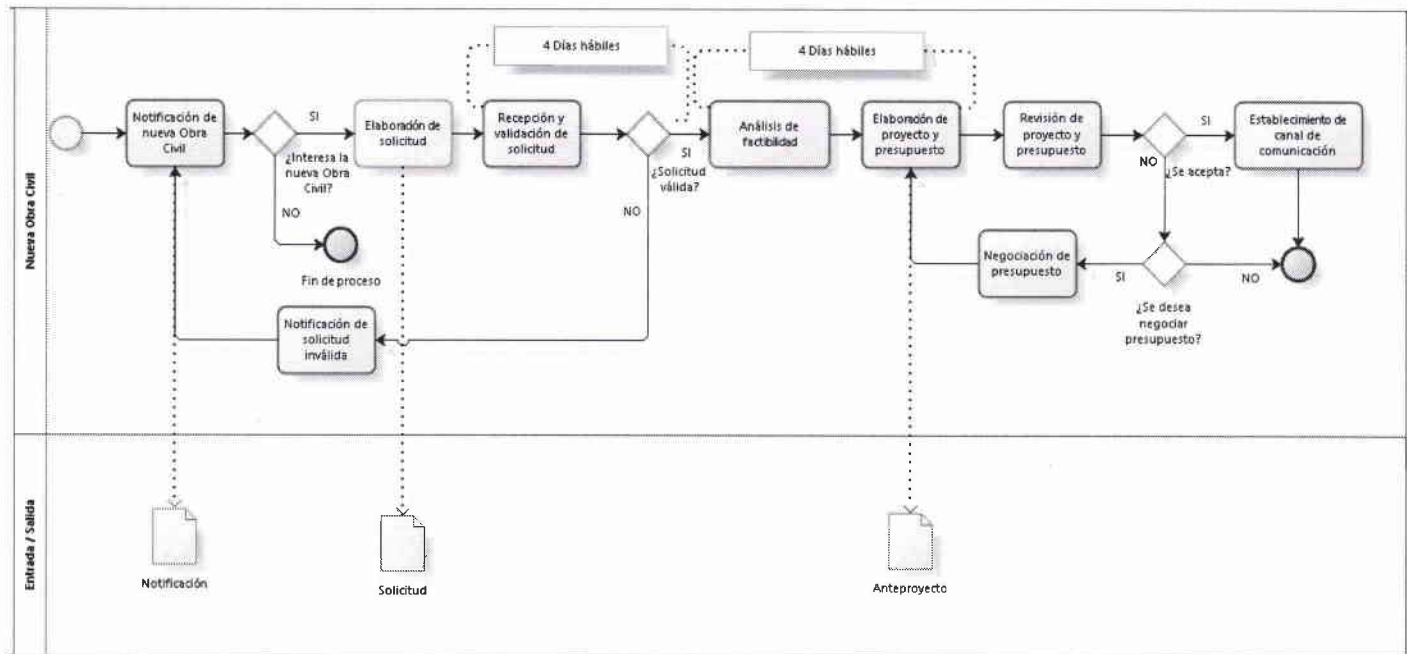 Nueva Obra Civil
4 Días hábiles
4 Días hábiles
Notificación de
nueva Obra
Civil
SI
¿Interesa la
nueva Obra
Civil?
NO
Fin de proceso
Elaboración de
solicitud
Recepción y
validación de
solicitud
SI
¿Solicitud
válida?
NO
Notificación de
solicitud
inválida
Análisis de
factibilidad
Elaboración de
proyecto y
presupuesto
Revisión de
proyecto y
presupuesto
SI
NO
¿Se acepta?
Establecimiento de
canal de
comunicación
Negociación de
presupuesto
SI
NO
¿Se desea
negociar
presupuesto?
Entrada / Salida
Notificación
Solicitud
Anteproyecto